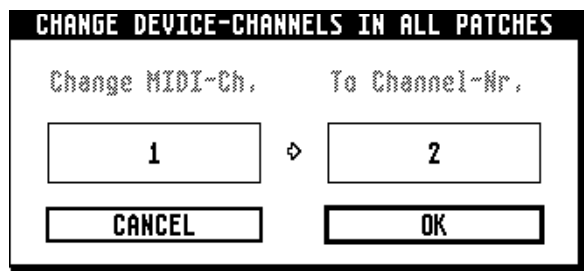 CHANGE DEVICE-CHANNELS IN ALL PATCHES
Change MIDI-Ch. To Channel-Nr.
1 ⇨ 2
CANCEL OK